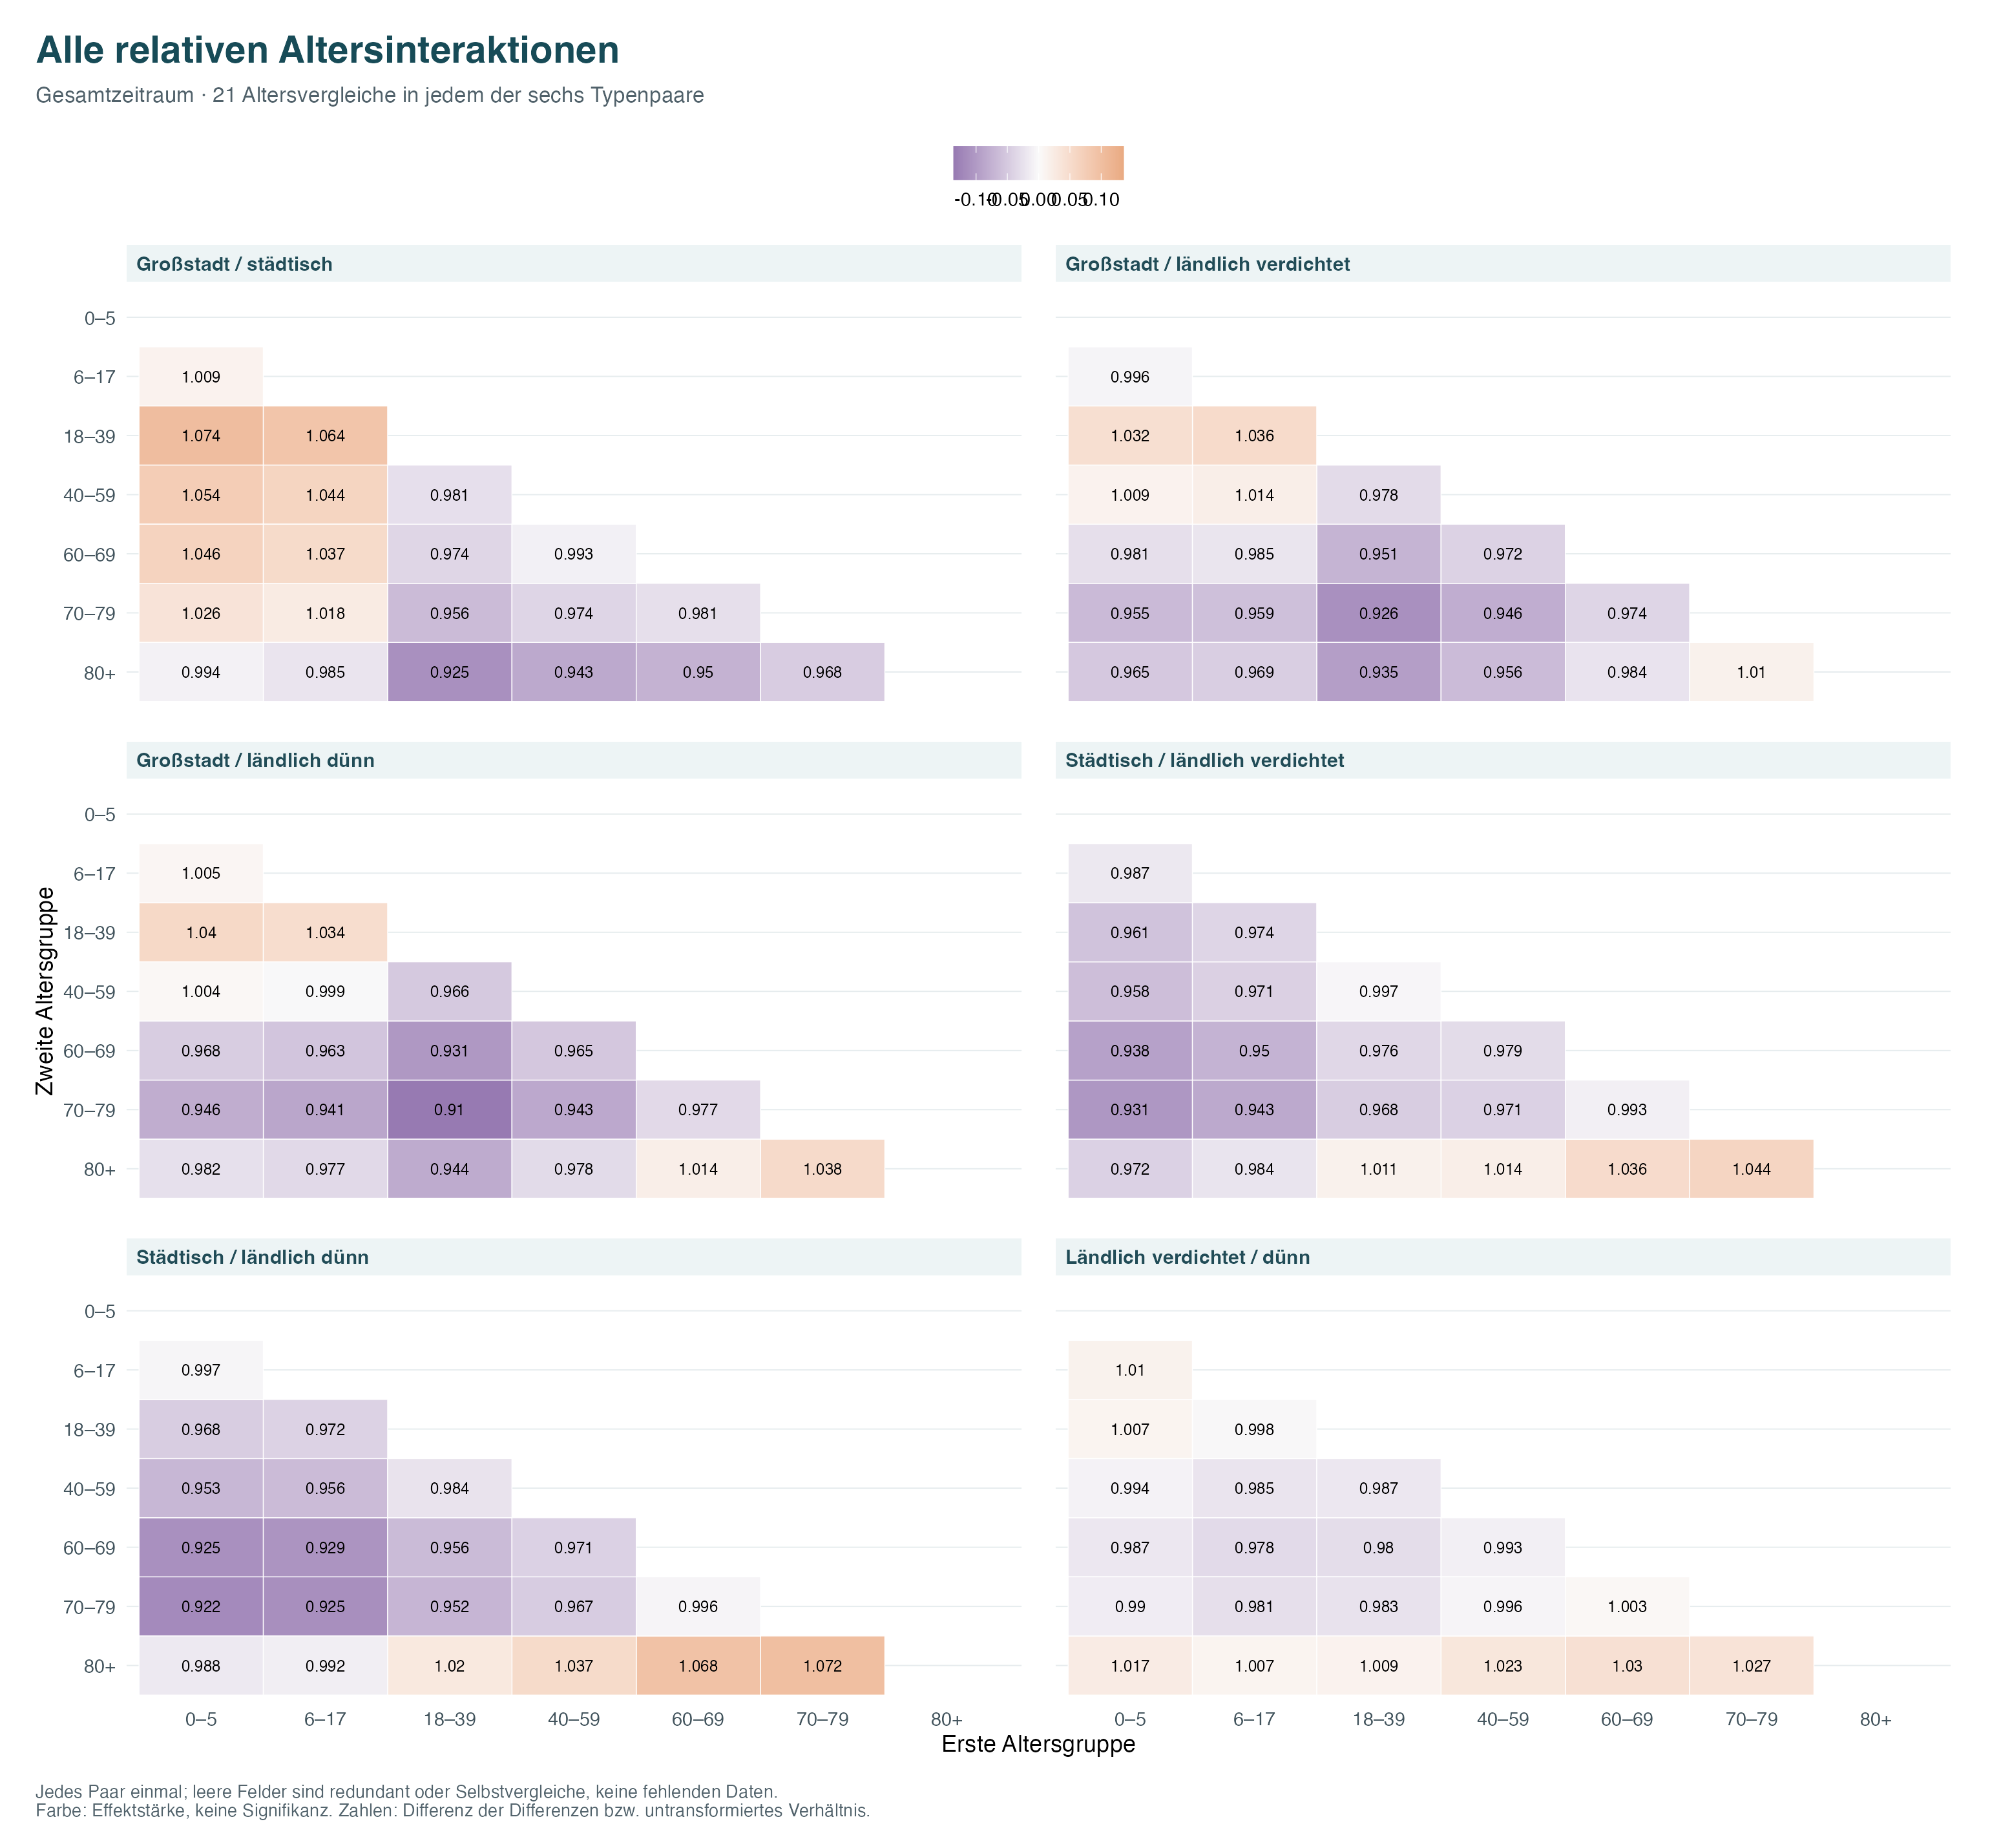 Alle relativen Altersinteraktionen
Gesamtzeitraum · 21 Altersvergleiche in jedem der sechs Typenpaare
-0.10 -0.05 0.00 0.05 0.10
Großstadt / städtisch
0–5
6–17 1.009
18–39 1.074 1.064
40–59 1.054 1.044 0.981
60–69 1.046 1.037 0.974 0.993
70–79 1.026 1.018 0.956 0.974 0.981
80+ 0.994 0.985 0.925 0.943 0.95 0.968
Großstadt / ländlich verdichtet
0.996
1.032 1.036
1.009 1.014 0.978
0.981 0.985 0.951 0.972
0.955 0.959 0.926 0.946 0.974
0.965 0.969 0.935 0.956 0.984 1.01
Zweite Altersgruppe
Großstadt / ländlich dünn
0–5
6–17 1.005
18–39 1.04 1.034
40–59 1.004 0.999 0.966
60–69 0.968 0.963 0.931 0.965
70–79 0.946 0.941 0.91 0.943 0.977
80+ 0.982 0.977 0.944 0.978 1.014 1.038
Städtisch / ländlich verdichtet
0.987
0.961 0.974
0.958 0.971 0.997
0.938 0.95 0.976 0.979
0.931 0.943 0.968 0.971 0.993
0.972 0.984 1.011 1.014 1.036 1.044
Städtisch / ländlich dünn
0–5
6–17 0.997
18–39 0.968 0.972
40–59 0.953 0.956 0.984
60–69 0.925 0.929 0.956 0.971
70–79 0.922 0.925 0.952 0.967 0.996
80+ 0.988 0.992 1.02 1.037 1.068 1.072
0–5 6–17 18–39 40–59 60–69 70–79 80+
Ländlich verdichtet / dünn
1.01
1.007 0.998
0.994 0.985 0.987
0.987 0.978 0.98 0.993
0.99 0.981 0.983 0.996 1.003
1.017 1.007 1.009 1.023 1.03 1.027
0–5 6–17 18–39 40–59 60–69 70–79 80+
Erste Altersgruppe
Jedes Paar einmal; leere Felder sind redundant oder Selbstvergleiche, keine fehlenden Daten.
Farbe: Effektstärke, keine Signifikanz. Zahlen: Differenz der Differenzen bzw. untransformiertes Verhältnis.